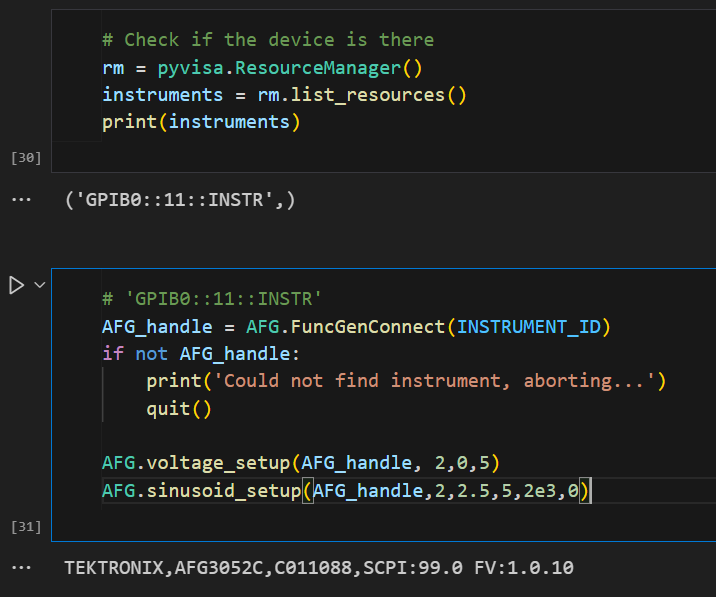 # Check if the device is there
rm = pyvisa.ResourceManager()
instruments = rm.list_resources()
print(instruments)
[30]
... ('GPIB0::11::INSTR',)
# 'GPIB0::11::INSTR'
AFG_handle = AFG.FuncGenConnect(INSTRUMENT_ID)
if not AFG_handle:
    print('Could not find instrument, aborting...')
    quit()
AFG.voltage_setup(AFG_handle, 2,0,5)
AFG.sinusoid_setup(AFG_handle,2,2.5,5,2e3,0)
[31]
... TEKTRONIX,AFG3052C,C011088,SCPI:99.0 FV:1.0.10